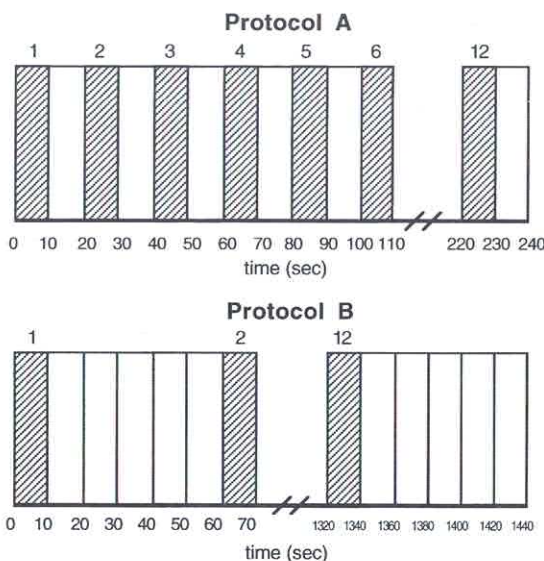 Protocol A
1 2 3 4 5 6 12
0 10 20 30 40 50 60 70 80 90 100 110 220 230 240
time (sec)
Protocol B
1 2 12
0 10 20 30 40 50 60 70 1320 1340 1360 1380 1400 1420 1440
time (sec)